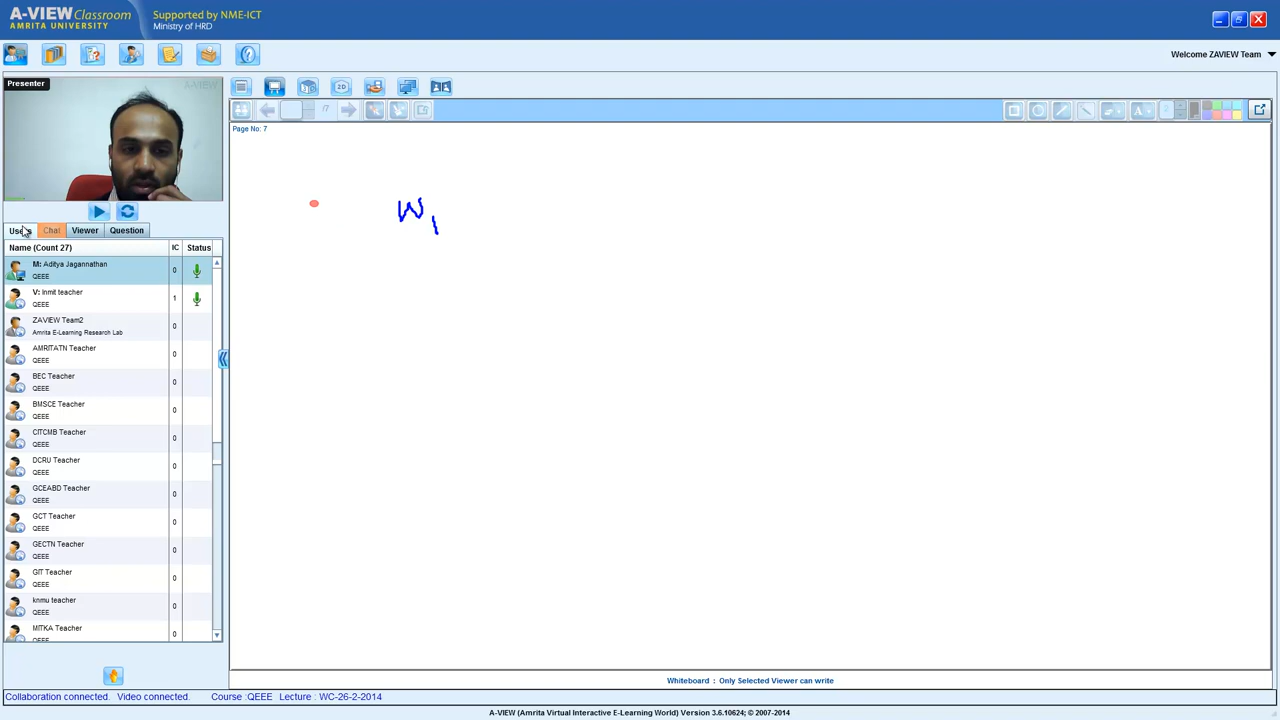 A-VIEW Classroom
AMRITA UNIVERSITY
Supported by NME-ICT
Ministry of HRD
Welcome ZAVIEW Team
Presenter
A-VIEW
2D
/7
A
2
Page No: 7
W1
Users
Chat
Viewer
Question
Name (Count 27)
IC
Status
M: Aditya Jagannathan
QEEE
0
V: Inmit teacher
QEEE
1
ZAVIEW Team2
Amrita E-Learning Research Lab
0
AMRITATN Teacher
QEEE
0
BEC Teacher
QEEE
0
BMSCE Teacher
QEEE
0
CITCMB Teacher
QEEE
0
DCRU Teacher
QEEE
0
GCEABD Teacher
QEEE
0
GCT Teacher
QEEE
0
GECTN Teacher
QEEE
0
GIT Teacher
QEEE
0
knmu teacher
QEEE
0
MITKA Teacher
QEEE
0
Whiteboard : Only Selected Viewer can write
Collaboration connected. Video connected. Course :QEEE Lecture : WC-26-2-2014
A-VIEW (Amrita Virtual Interactive E-Learning World) Version 3.6.10624; © 2007-2014